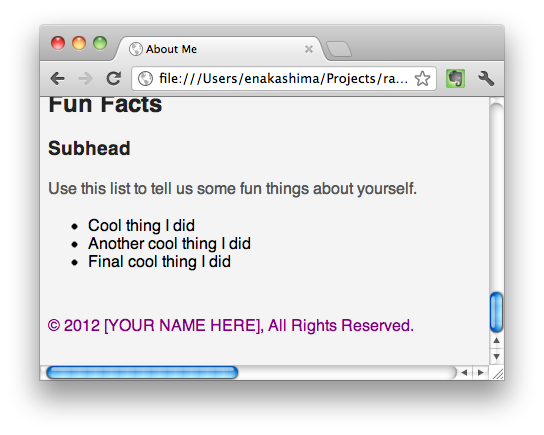 About Me
file:///Users/enakashima/Projects/ra...
Fun Facts
Subhead
Use this list to tell us some fun things about yourself.
• Cool thing I did
• Another cool thing I did
• Final cool thing I did
© 2012 [YOUR NAME HERE], All Rights Reserved.